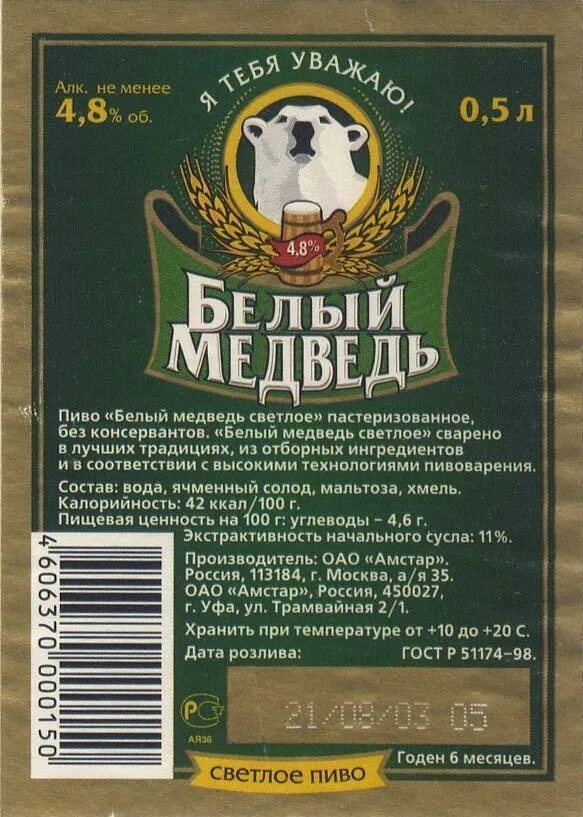 Я ТЕБЯ УВАЖАЮ!
Алк. не менее
4,8% об.
0,5 л
4,8%
БЕЛЫЙ
МЕДВЕДЬ
Пиво «Белый медведь светлое» пастеризованное,
без консервантов. «Белый медведь светлое» сварено
в лучших традициях, из отборных ингредиентов
и в соответствии с высокими технологиями пивоварения.
Состав: вода, ячменный солод, мальтоза, хмель.
Калорийность: 42 ккал/100 г.
Пищевая ценность на 100 г: углеводы – 4,6 г.
Экстрактивность начального сусла: 11%.
Производитель: ОАО «Амстар».
Россия, 113184, г. Москва, а/я 35.
ОАО «Амстар», Россия, 450027,
г. Уфа, ул. Трамвайная 2/1.
Хранить при температуре от +10 до +20 С.
Дата розлива: ГОСТ Р 51174–98.
4 606370 000150
РСТ
АЯ36
21/08/03 05
Годен 6 месяцев.
СВЕТЛОЕ ПИВО